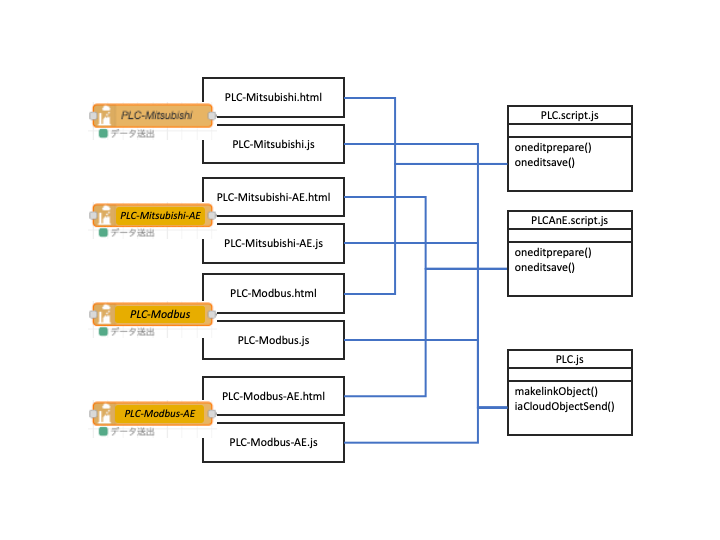 PLC-Mitsubishi
データ送出
PLC-Mitsubishi.html
PLC-Mitsubishi.js
PLC-Mitsubishi-AE
データ送出
PLC-Mitsubishi-AE.html
PLC-Mitsubishi-AE.js
PLC-Modbus
データ送出
PLC-Modbus.html
PLC-Modbus.js
PLC-Modbus-AE
データ送出
PLC-Modbus-AE.html
PLC-Modbus-AE.js
PLC.script.js
oneditprepare()
oneditsave()
PLCAnE.script.js
oneditprepare()
oneditsave()
PLC.js
makelinkObject()
iaCloudObjectSend()